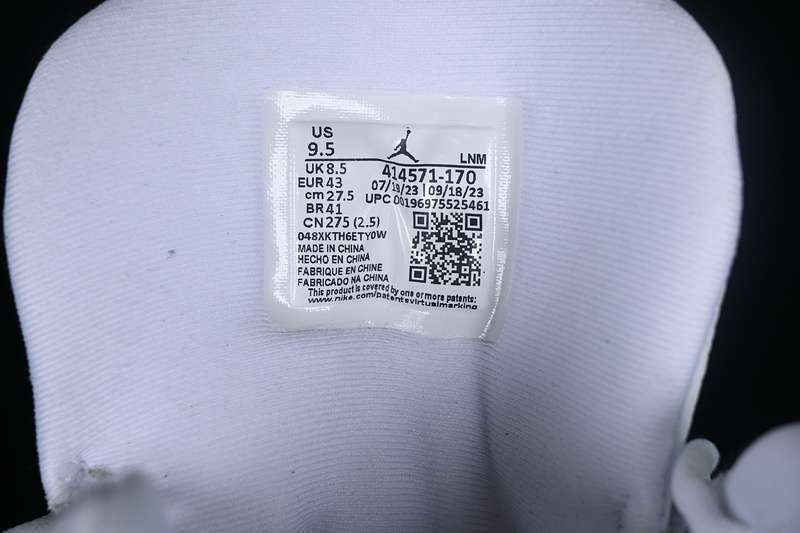 US
9.5
LNM
UK 8.5
414571-170
EUR 43
07/19/23 | 09/18/23
cm 27.5
UPC 00196975525461
BR 41
CN 275 (2.5)
048XKTH6ETY0W
MADE IN CHINA
HECHO EN CHINA
FABRIQUE EN CHINE
FABRICADO NA CHINA
This product is covered by one or more patents:
www.nike.com/patentsvirtualmarking